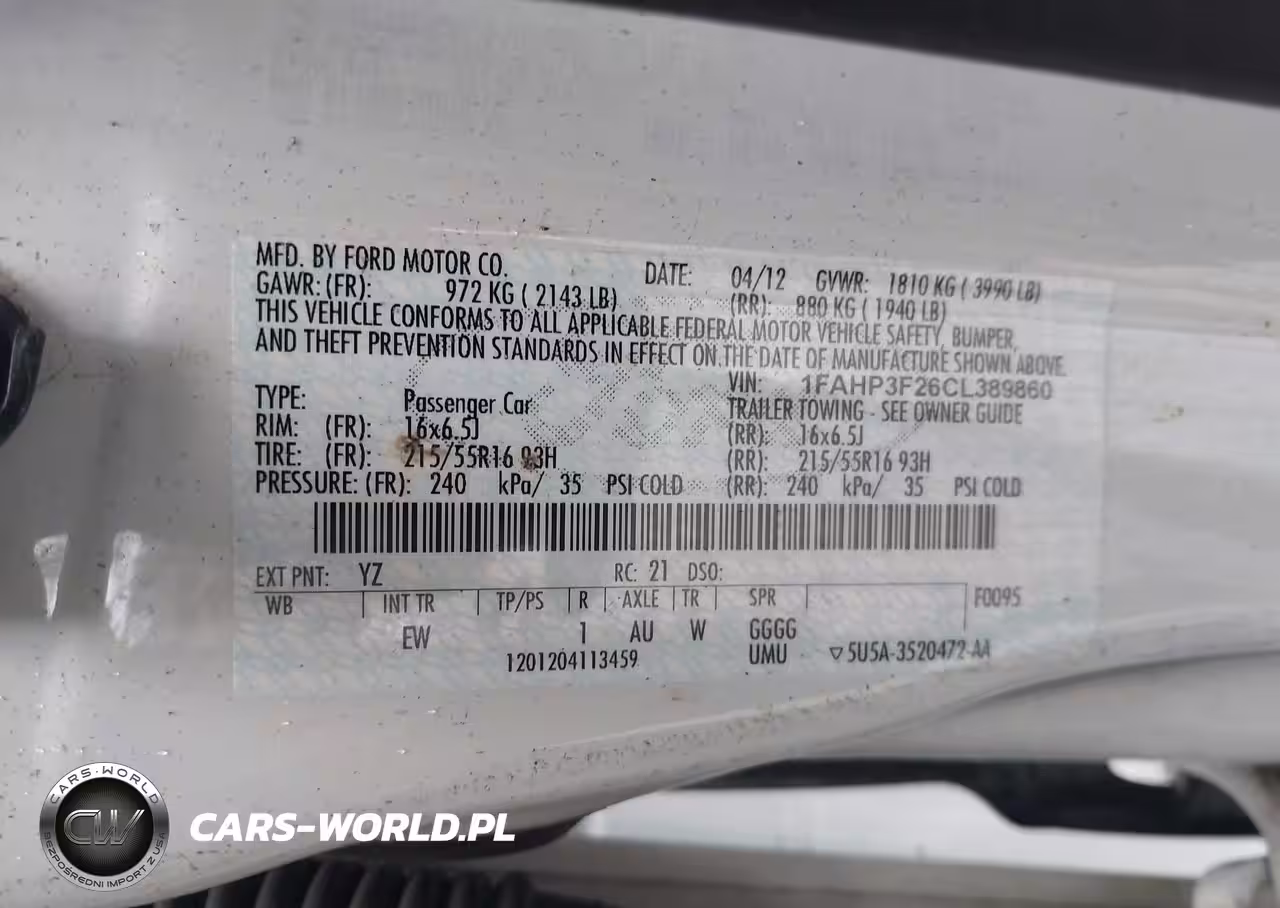 MFD. BY FORD MOTOR CO. DATE: 04/12 GVWR: 1810 KG ( 3990 LB)
GAWR: (FR): 972 KG ( 2143 LB) (RR): 880 KG ( 1940 LB)
THIS VEHICLE CONFORMS TO ALL APPLICABLE FEDERAL MOTOR VEHICLE SAFETY, BUMPER,
AND THEFT PREVENTION STANDARDS IN EFFECT ON THE DATE OF MANUFACTURE SHOWN ABOVE.
VIN: 1FAHP3F26CL389860
TYPE: Passenger Car TRAILER TOWING - SEE OWNER GUIDE
RIM: (FR): 16x6.5J (RR): 16x6.5J
TIRE: (FR): 215/55R16 93H (RR): 215/55R16 93H
PRESSURE: (FR): 240 kPa/ 35 PSI COLD (RR): 240 kPa/ 35 PSI COLD
EXT PNT: YZ RC: 21 DSO:
WB INT TR TP/PS R AXLE TR SPR F0095
EW 1 AU W GGGG
1201204113459 UMU ▽5U5A-3520472-AA
CARS-WORLD
CW
BEZPOŚREDNI IMPORT Z USA
CARS-WORLD.PL